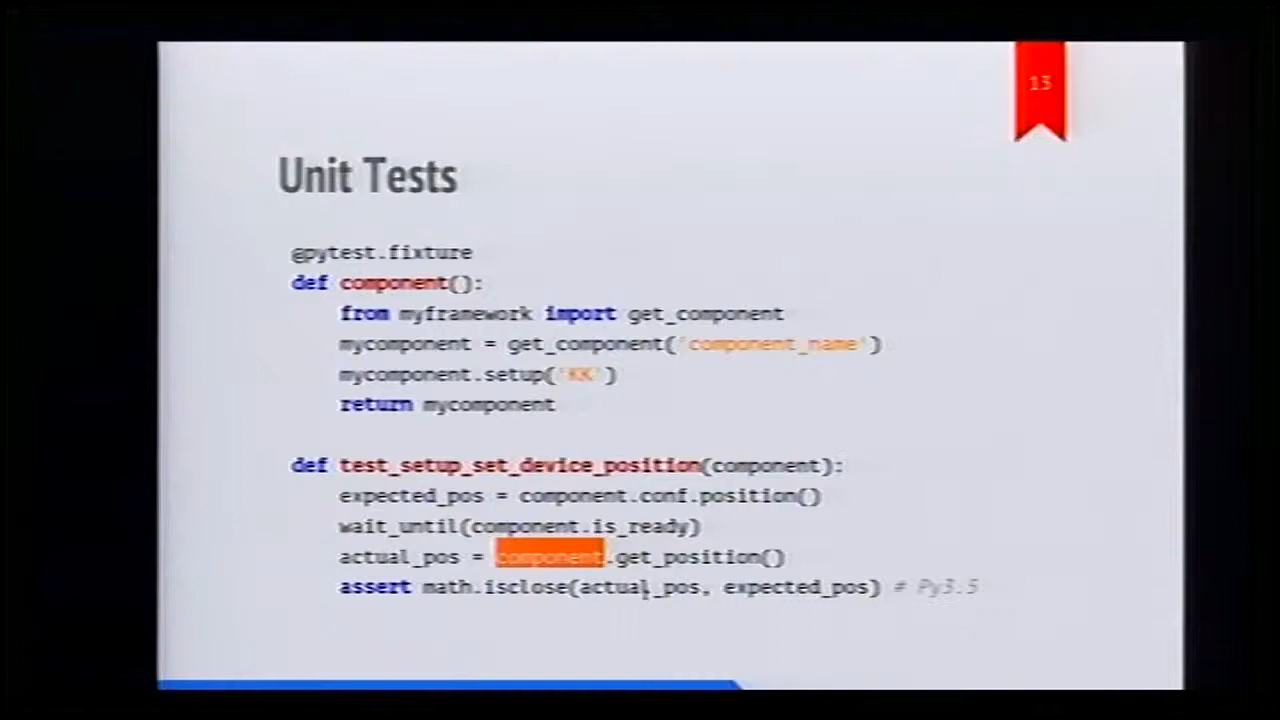 13
Unit Tests
@pytest.fixture
def component():
    from myframework import get_component
    mycomponent = get_component('component_name')
    mycomponent.setup('KK')
    return mycomponent
def test_setup_set_device_position(component):
    expected_pos = component.conf.position()
    wait_until(component.is_ready)
    actual_pos = component.get_position()
    assert math.isclose(actual_pos, expected_pos) # Py3.5